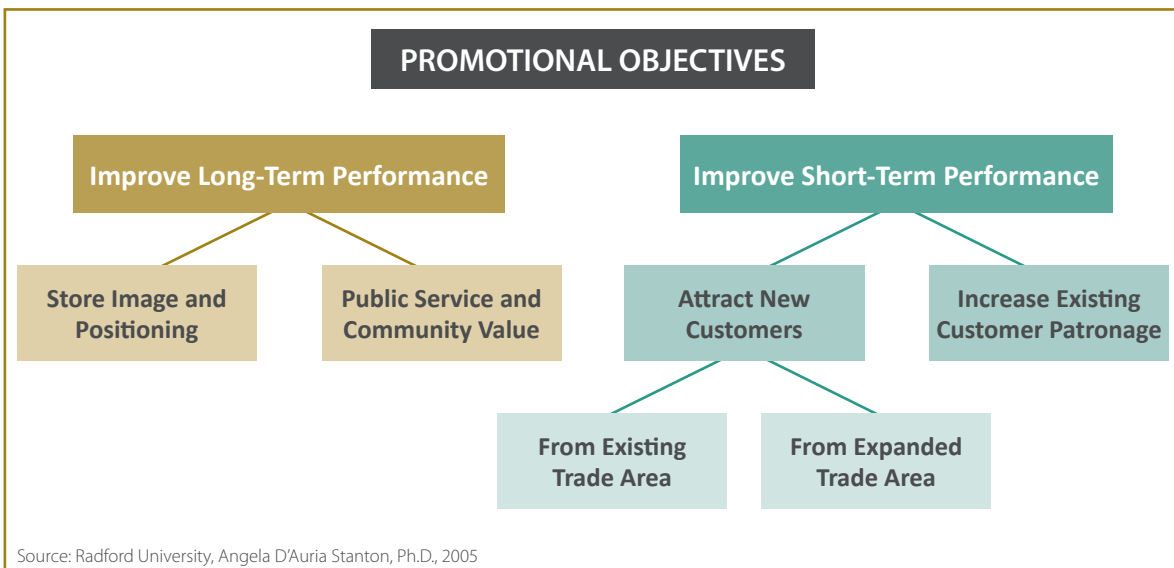 PROMOTIONAL OBJECTIVES
Improve Long-Term Performance
Improve Short-Term Performance
Store Image and
Positioning
Public Service and
Community Value
Attract New
Customers
Increase Existing
Customer Patronage
From Existing
Trade Area
From Expanded
Trade Area
Source: Radford University, Angela D’Auria Stanton, Ph.D., 2005